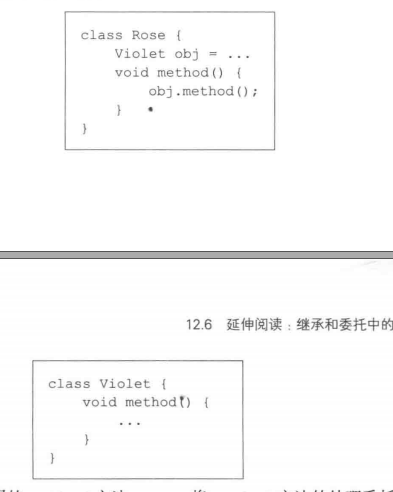 class Rose {
Violet obj = ...
void method() {
obj.method();
}
}
12.6 延伸阅读：继承和委托中的
class Violet {
void method() {
...
}
}